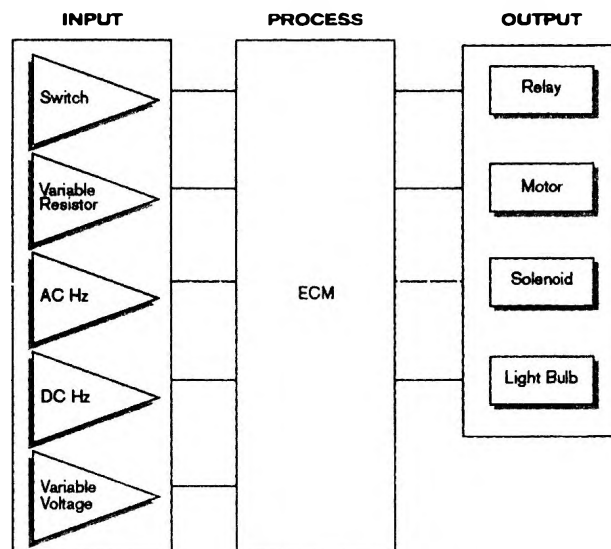 INPUT
PROCESS
OUTPUT
Switch
Variable
Resistor
AC Hz
DC Hz
Variable
Voltage
ECM
Relay
Motor
Solenoid
Light Bulb